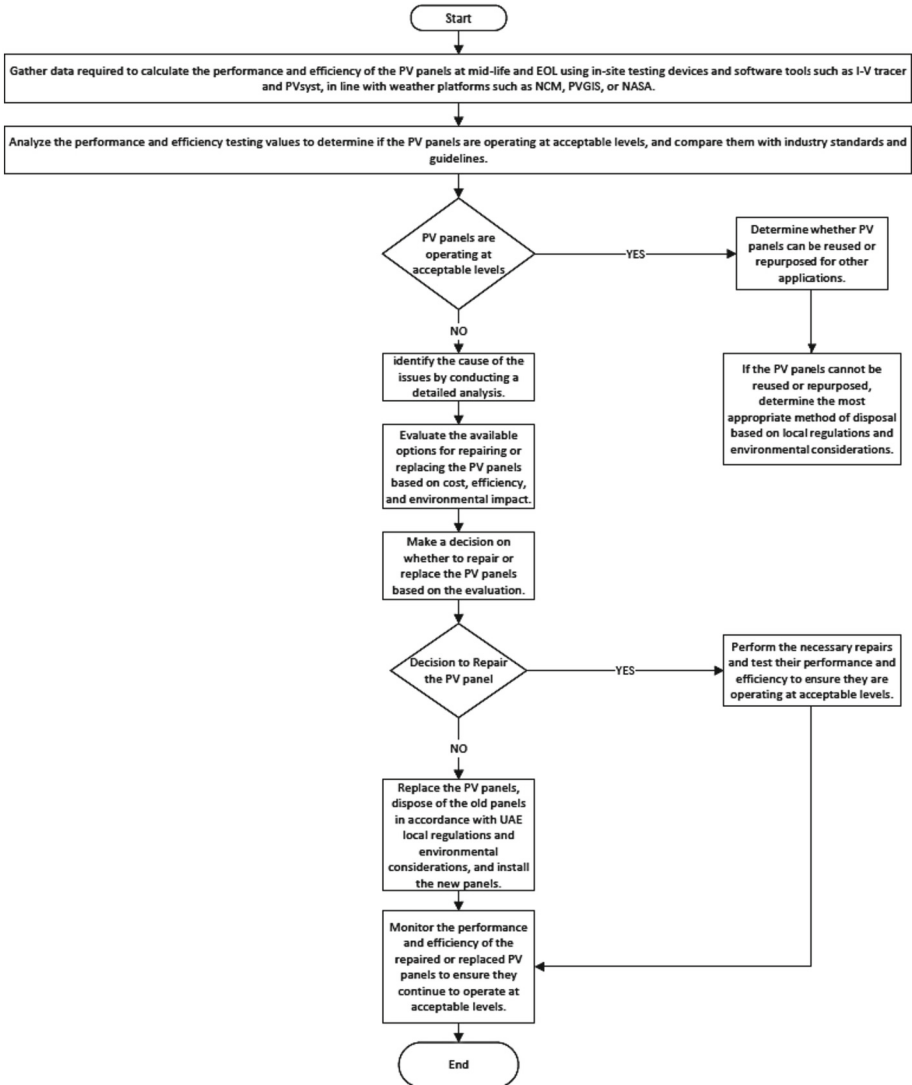 Start
Gather data required to calculate the performance and efficiency of the PV panels at mid-life and EOL using in-site testing devices and software tools such as I-V tracer
and PVsyst, in line with weather platforms such as NCM, PVGIS, or NASA.
Analyze the performance and efficiency testing values to determine if the PV panels are operating at acceptable levels, and compare them with industry standards and
guidelines.
PV panels are
operating at
acceptable levels
YES
Determine whether PV
panels can be reused or
repurposed for other
applications.
If the PV panels cannot be
reused or repurposed,
determine the most
appropriate method of disposal
based on local regulations and
environmental considerations.
NO
identify the cause of the
issues by conducting a
detailed analysis.
Evaluate the available
options for repairing or
replacing the PV panels
based on cost, efficiency,
and environmental impact.
Make a decision on
whether to repair or
replace the PV panels
based on the evaluation.
Decision to Repair
the PV panel
YES
Perform the necessary repairs
and test their performance and
efficiency to ensure they are
operating at acceptable levels.
NO
Replace the PV panels,
dispose of the old panels
in accordance with UAE
local regulations and
environmental
considerations, and install
the new panels.
Monitor the performance
and efficiency of the
repaired or replaced PV
panels to ensure they
continue to operate at
acceptable levels.
End